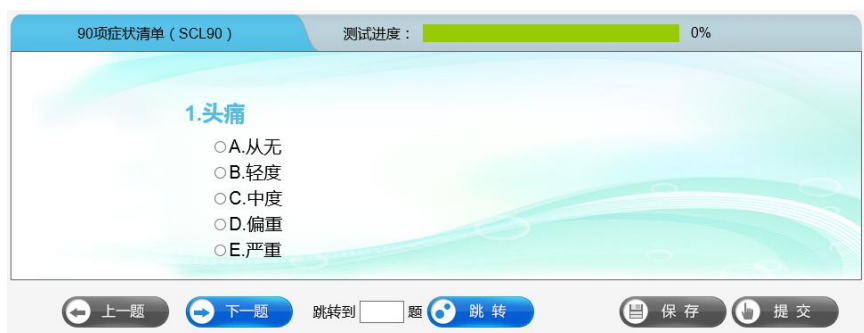 90项症状清单（SCL90） 测试进度： 0%
1.头痛
A.从无
B.轻度
C.中度
D.偏重
E.严重
上一题 下一题 跳转到 题 跳 转 保 存 提 交